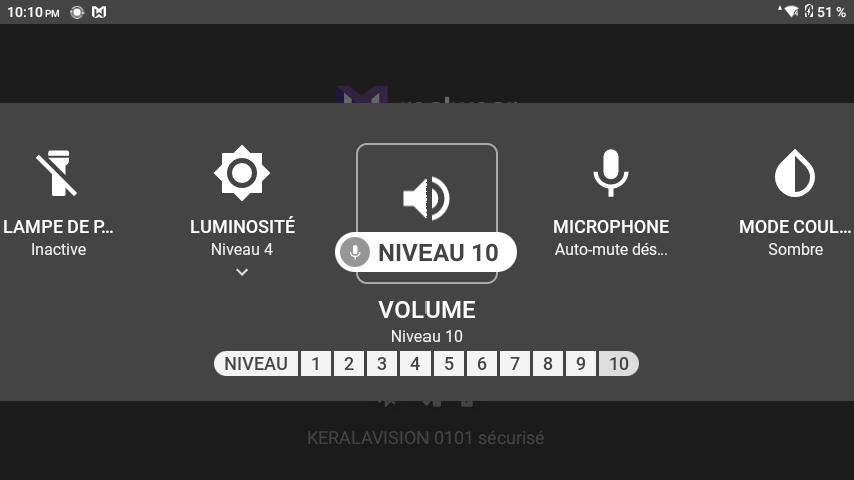 10:10 PM
51 %
LAMPE DE P...
Inactive
LUMINOSITÉ
Niveau 4
NIVEAU 10
MICROPHONE
Auto-mute dés...
MODE COUL...
Sombre
VOLUME
Niveau 10
NIVEAU 1 2 3 4 5 6 7 8 9 10
KERALAVISION 0101 sécurisé